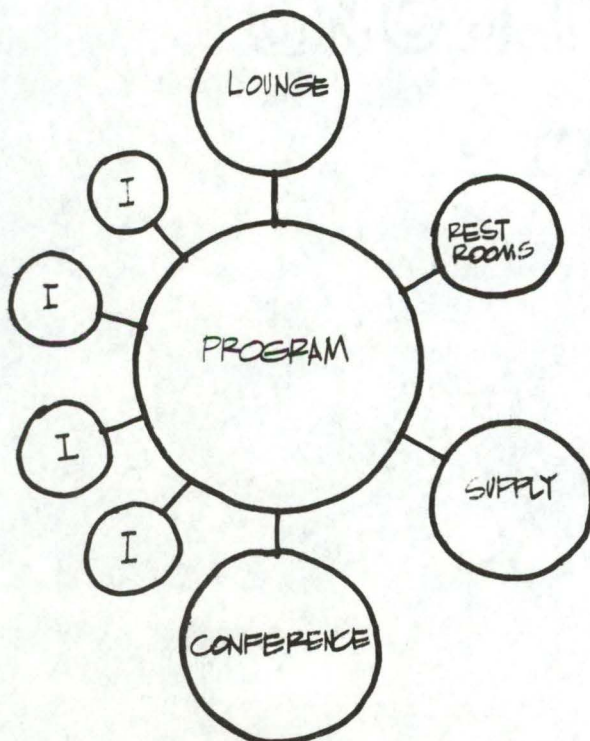 LOUNGE
I
REST
ROOMS
I
PROGRAM
I
SUPPLY
I
CONFERENCE